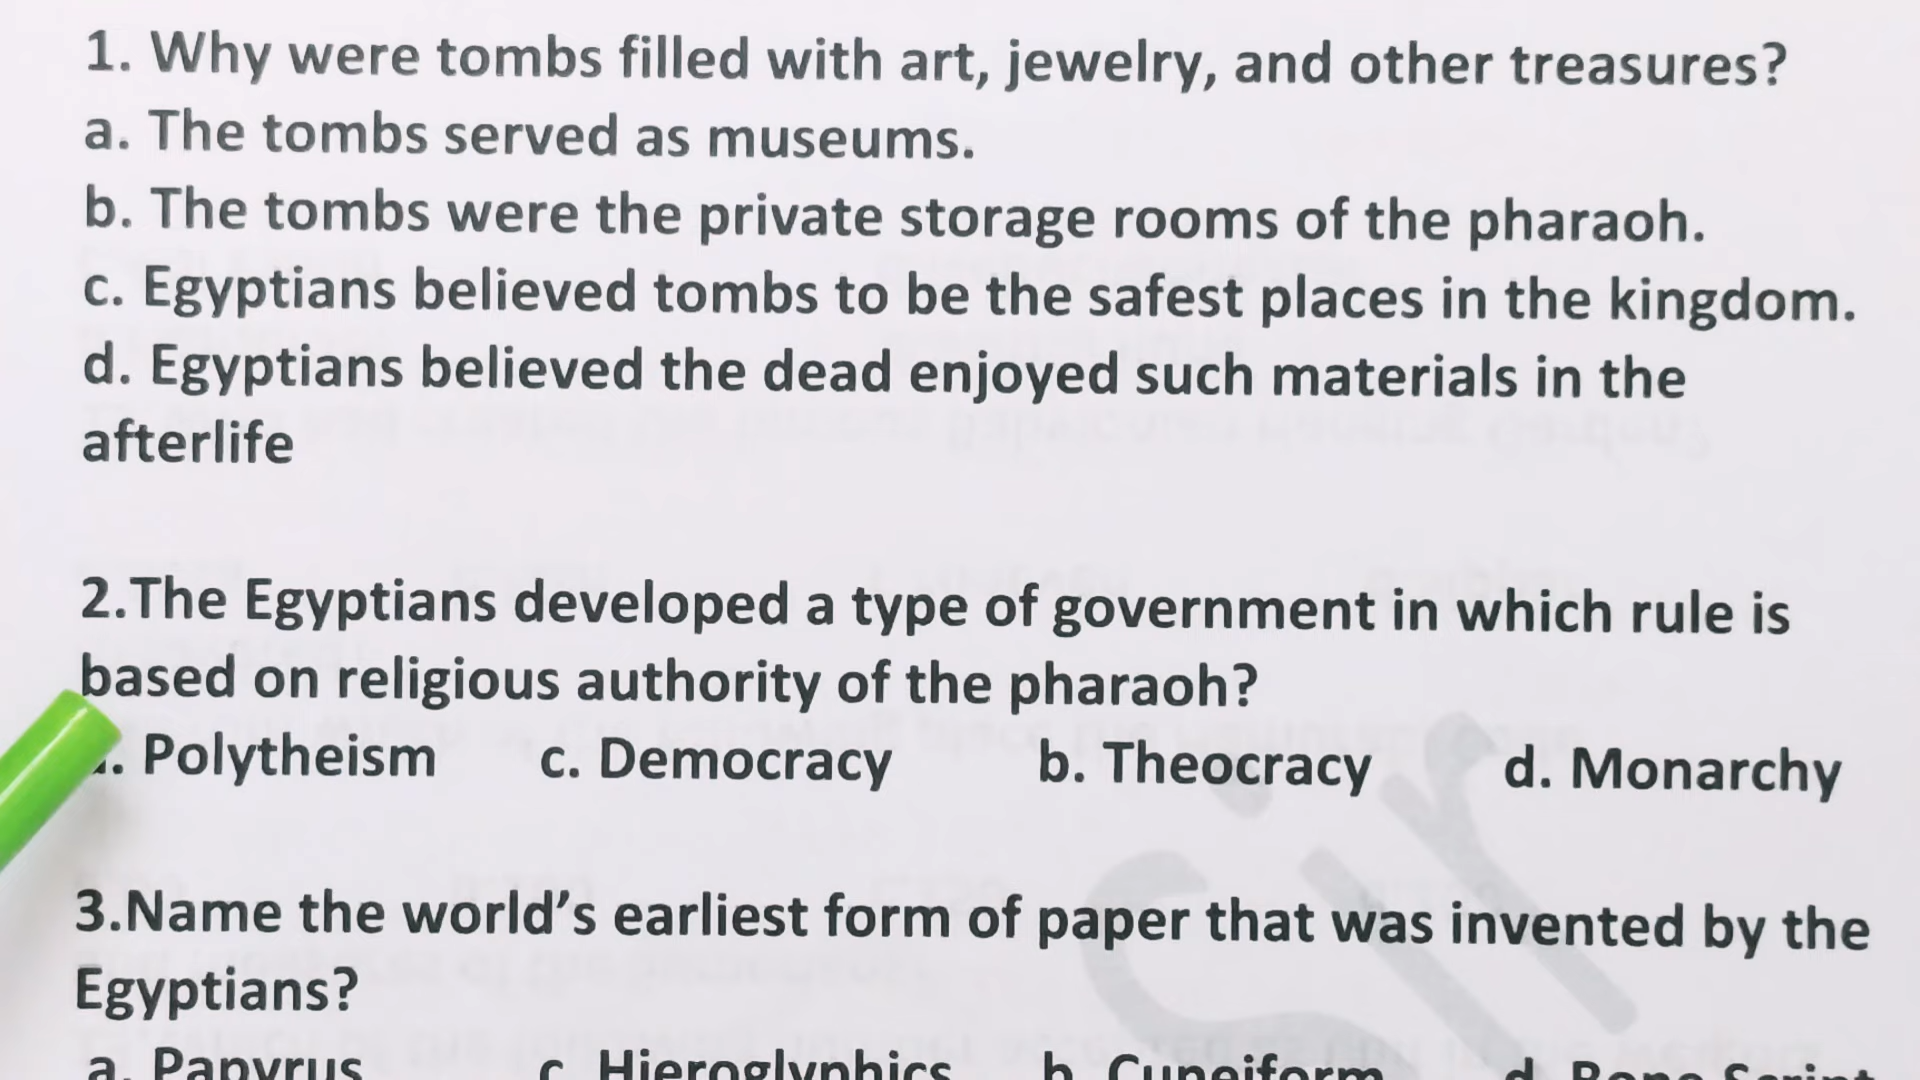 1. Why were tombs filled with art, jewelry, and other treasures?
a. The tombs served as museums.
b. The tombs were the private storage rooms of the pharaoh.
c. Egyptians believed tombs to be the safest places in the kingdom.
d. Egyptians believed the dead enjoyed such materials in the
afterlife
2.The Egyptians developed a type of government in which rule is
based on religious authority of the pharaoh?
. Polytheism c. Democracy b. Theocracy d. Monarchy
3.Name the world’s earliest form of paper that was invented by the
Egyptians?
a. Papyrus c. Hieroglyphics b. Cuneiform d. Bone Script
Sir